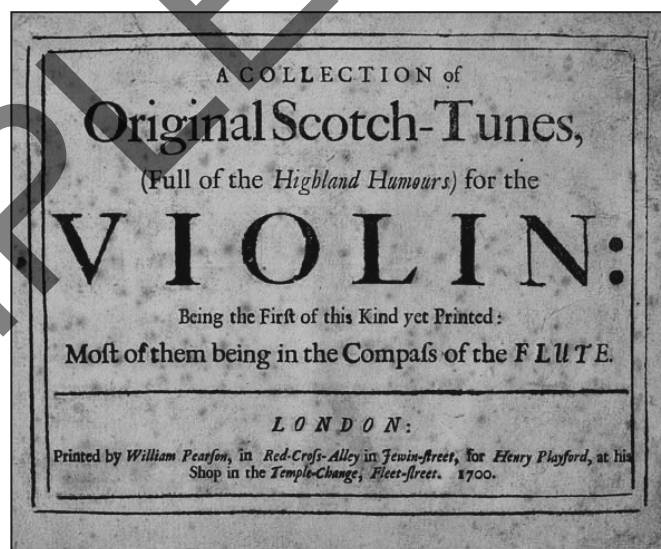 A COLLECTION of
Original Scotch-Tunes,
(Full of the Highland Humours) for the
VIOLIN:
Being the Firſt of this Kind yet Printed:
Moſt of them being in the Compaſs of the FLUTE.
LONDON:
Printed by William Pearſon, in Red-Croſs-Alley in Jewin-ſtreet, for Henry Playford, at his
Shop in the Temple-Change, Fleet-ſtreet. 1700.